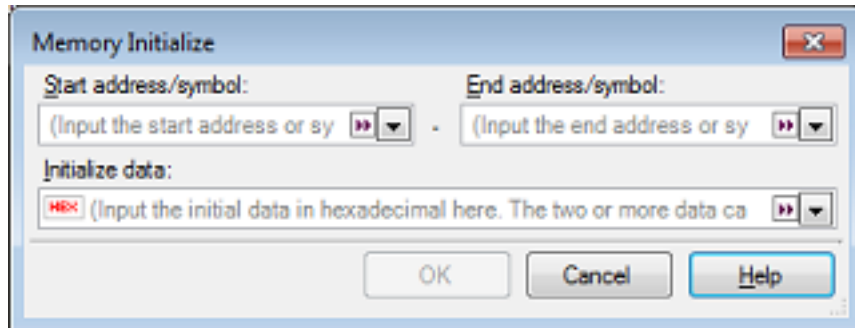 Memory Initialize
Start address/symbol: End address/symbol:
(Input the start address or sy - (Input the end address or sy
Initialize data:
HEX (Input the initial data in hexadecimal here. The two or more data ca
OK Cancel Help